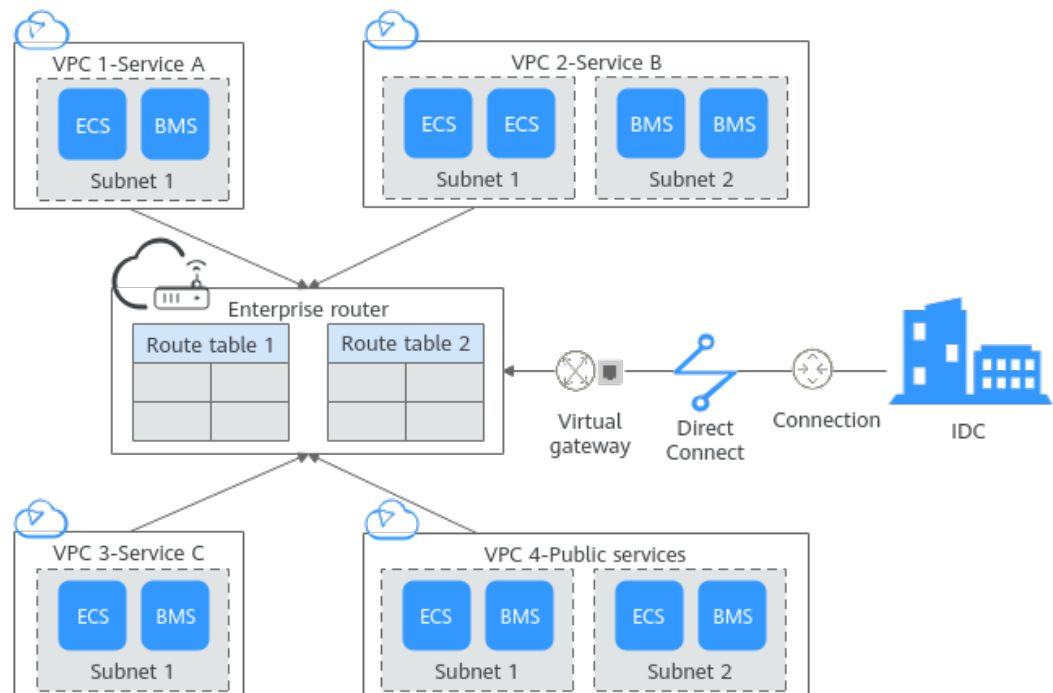 VPC 1-Service A
ECS
BMS
Subnet 1
VPC 2-Service B
ECS
ECS
Subnet 1
BMS
BMS
Subnet 2
Enterprise router
Route table 1
Route table 2
Virtual
gateway
Direct
Connect
Connection
IDC
VPC 3-Service C
ECS
BMS
Subnet 1
VPC 4-Public services
ECS
BMS
Subnet 1
ECS
BMS
Subnet 2